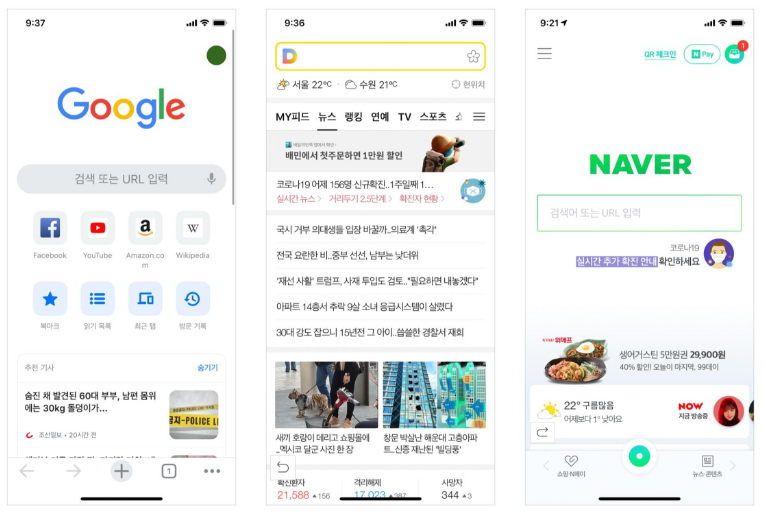 9:37
Google
검색 또는 URL 입력
Facebook
YouTube
Amazon.co
m
Wikipedia
북마크
읽기 목록
최근 탭
방문 기록
추천 기사
숨기기
숨진 채 발견된 60대 부부, 남편 몸위
에는 30kg 돌덩이가...
조선일보 • 20시간 전
1
9:36
D
서울 22℃ · 수원 21℃
현위치
MY피드 뉴스 랭킹 연예 TV 스포츠
배민에서 첫주문하면 1만원 할인
코로나19 어제 156명 신규확진..1주일째 1...
실시간 뉴스 > 거리두기 2.5단계 > 확진자 현황 >
국시 거부 의대생들 입장 바꿀까..의료계 '촉각'
전국 요란한 비..중부 선선, 남부는 낮더위
'재선 사활' 트럼프, 사재 투입도 검토.."필요하면 내놓겠다"
아파트 14층서 추락 9살 소녀 응급시스템이 살렸다
30대 강도 잡으니 15년전 그 아이..씁쓸한 경찰서 재회
새끼 호랑이 데리고 쇼핑몰에
..멕시코 달군 사진 한 장
창문 박살난 해운대 고층아파
트..신종 재난된 '빌딩풍'
확진환자
21,588 ▲156
격리해제
17,023 ▲387
사망자
344 ▲3
9:21
QR 체크인
N Pay
1
NAVER
검색어 또는 URL 입력
코로나19
실시간 추가 확진 안내 확인하세요
위메프
생어거스틴 5만원권 29,900원
40% 할인! 오늘이 마지막, 99데이
22° 구름많음
어제보다 1° 낮아요
NOW
지금 방송중
쇼핑·N페이
뉴스·콘텐츠